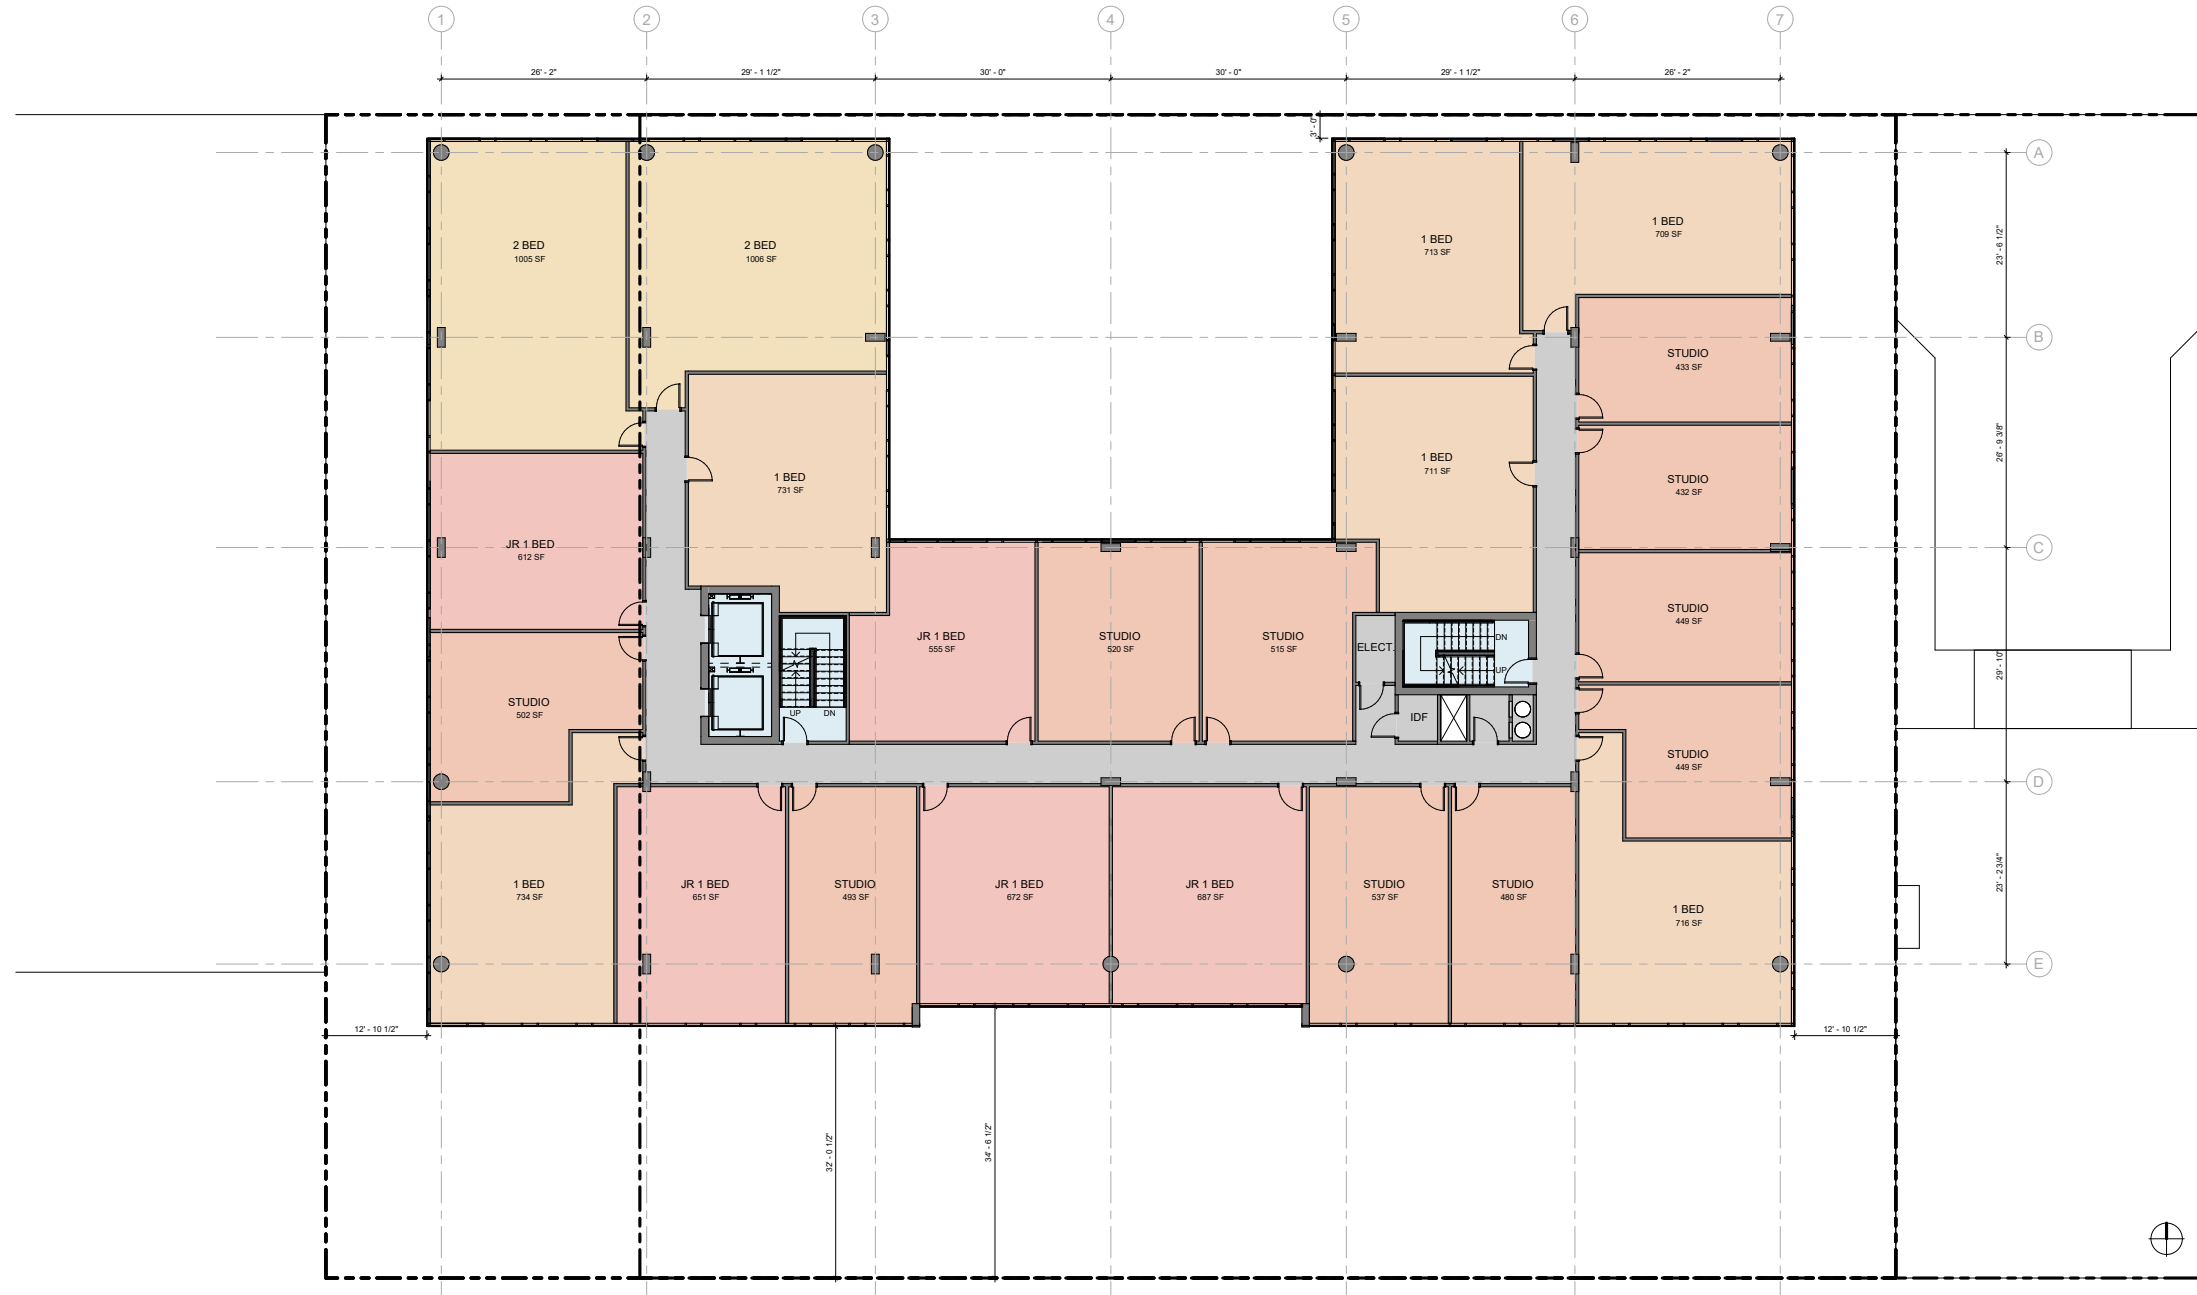 1
2
3
4
5
6
7
26' - 2"
29' - 1 1/2"
30' - 0"
30' - 0"
29' - 1 1/2"
26' - 2"
3' - 0"
A
B
C
D
E
23' - 6 1/2"
26' - 9 3/8"
29' - 10"
23' - 2 3/4"
2 BED
1005 SF
2 BED
1006 SF
1 BED
713 SF
1 BED
709 SF
STUDIO
433 SF
1 BED
731 SF
1 BED
711 SF
STUDIO
432 SF
JR 1 BED
612 SF
STUDIO
449 SF
JR 1 BED
555 SF
STUDIO
520 SF
STUDIO
515 SF
ELECT.
DN
UP
IDF
STUDIO
502 SF
UP
DN
STUDIO
449 SF
1 BED
734 SF
JR 1 BED
651 SF
STUDIO
493 SF
JR 1 BED
672 SF
JR 1 BED
687 SF
STUDIO
537 SF
STUDIO
480 SF
1 BED
716 SF
12' - 10 1/2"
12' - 10 1/2"
32' - 0 1/2"
34' - 6 1/2"